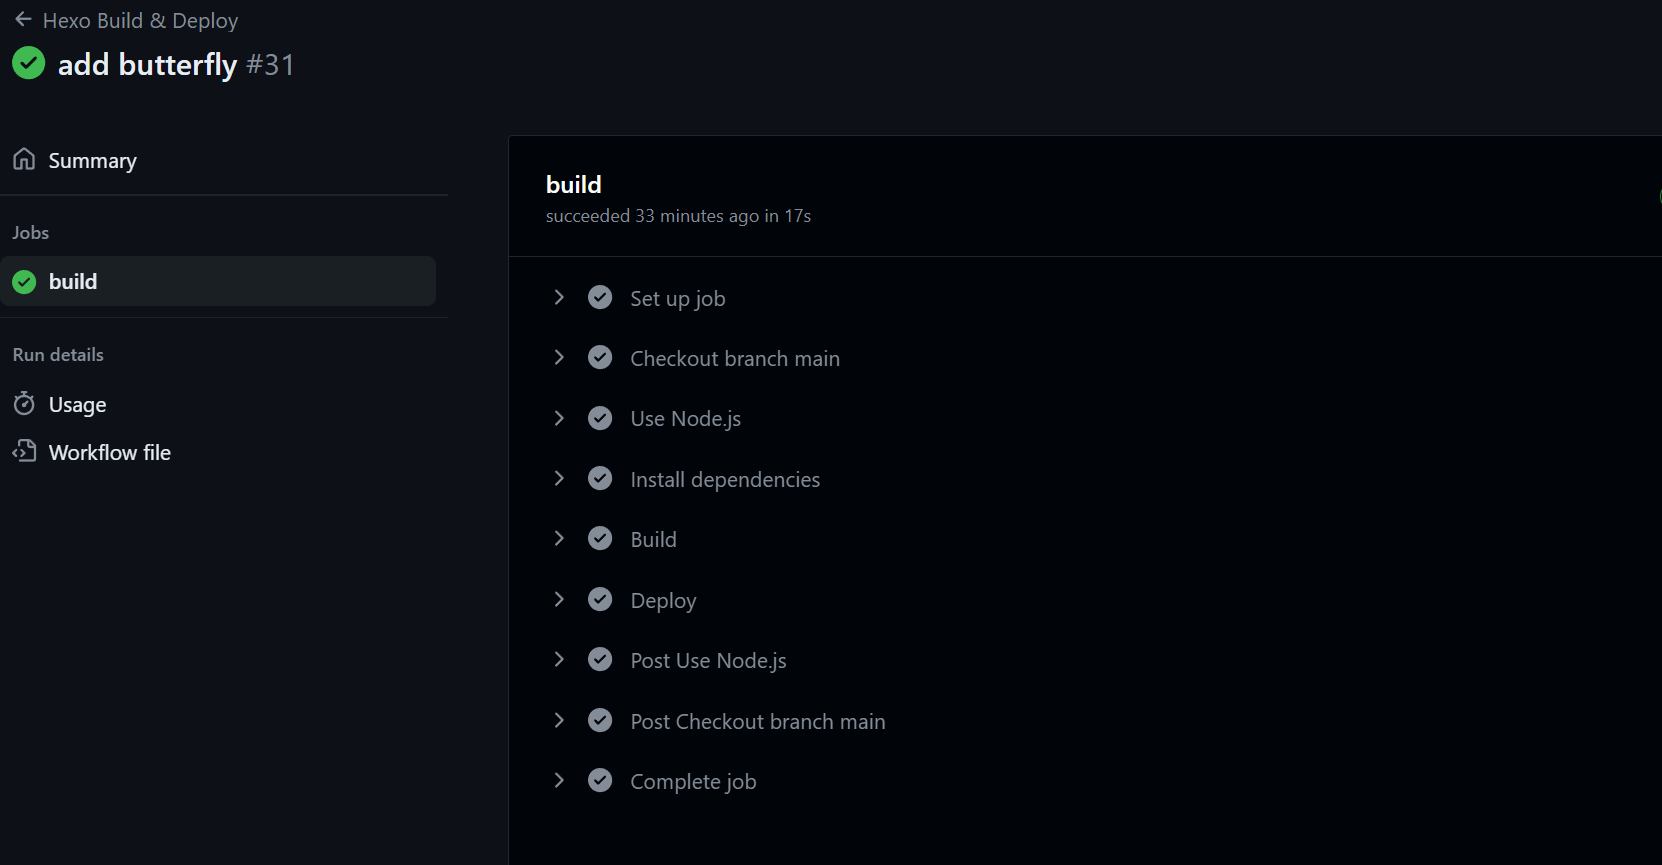 Hexo Build & Deploy
add butterfly #31
Summary
Jobs
build
Run details
Usage
Workflow file
build
succeeded 33 minutes ago in 17s
Set up job
Checkout branch main
Use Node.js
Install dependencies
Build
Deploy
Post Use Node.js
Post Checkout branch main
Complete job